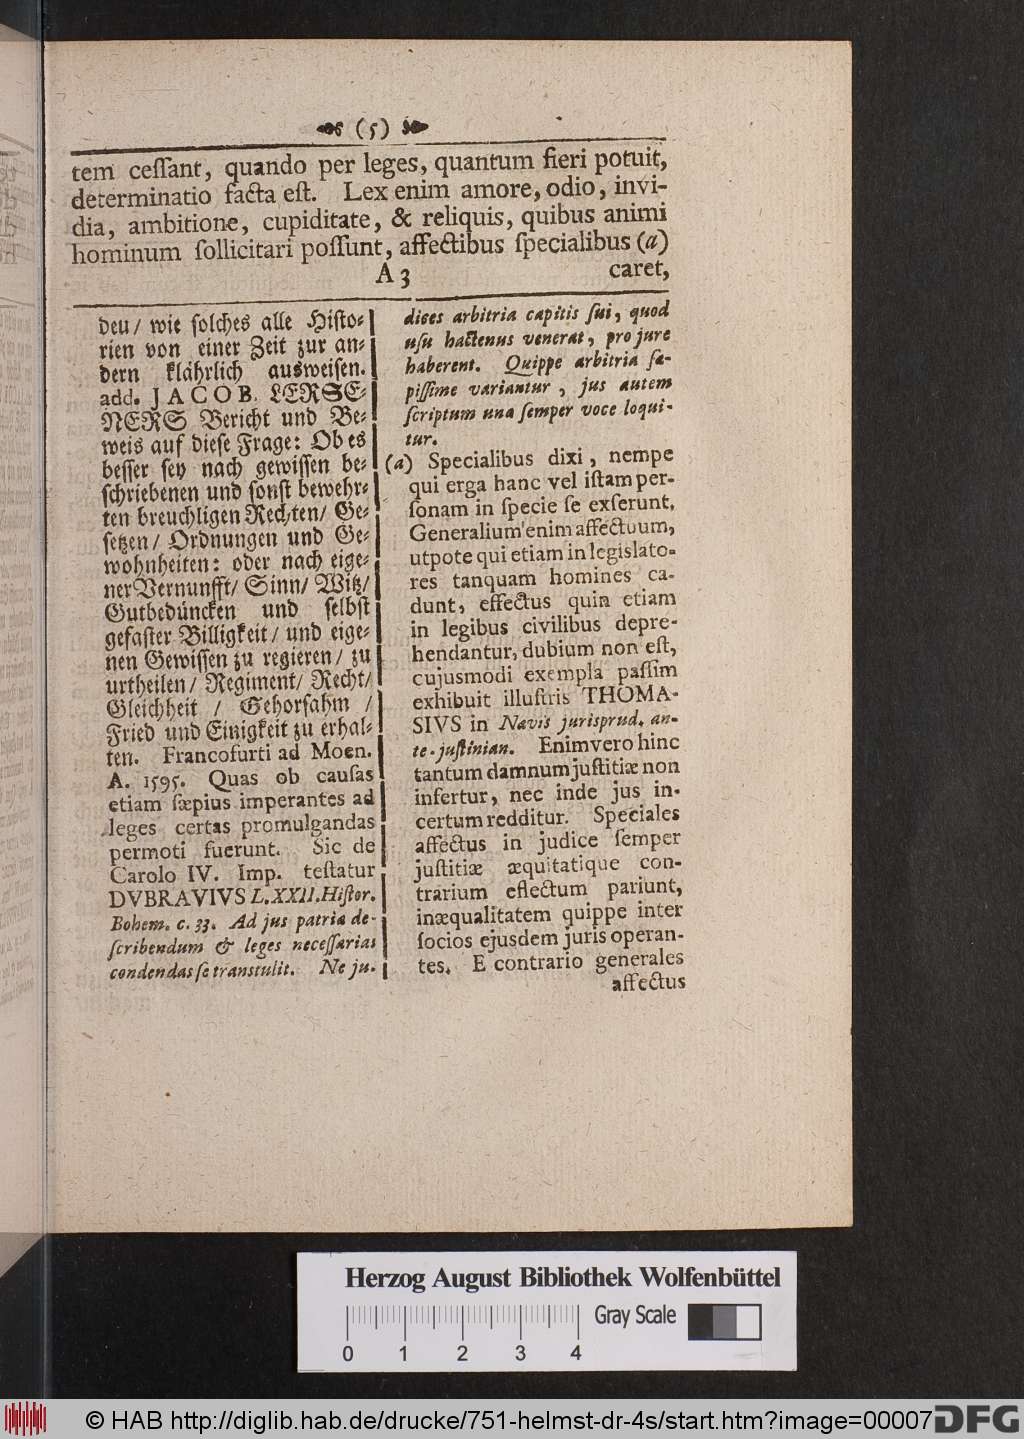 (5)
tem ceſſant, quando per leges, quantum fieri potuit,
determinatio facta eſt. Lex enim amore, odio, invi-
dia, ambitione, cupiditate, & reliquis, quibus animi
hominum ſollicitari poſſunt, affectibus ſpecialibus (a)
A 3 caret,
deu/ wie ſolches alle Hiſto-
rien von einer Zeit zur an-
dern klährlich ausweiſen.
add. JACOB. LERSE-
NERS Bericht und Be-
weis auf dieſe Frage: Ob es
beſſer ſey nach gewiſſen be-
ſchriebenen und ſonſt bewehr-
ten breuchligen Rechten/ Ge-
ſetzen/ Ordnungen und Ge-
wohnheiten: oder nach eige-
ner Vernunfft/ Sinn/ Witz/
Gutbedüncken und ſelbſt
gefaſter Billigkeit/ und eige-
nen Gewiſſen zu regieren/ zu
urtheilen/ Regiment/ Recht/
Gleichheit / Gehorſahm /
Fried und Einigkeit zu erhal-
ten. Francofurti ad Moen.
A. 1595. Quas ob cauſas
etiam ſæpius imperantes ad
leges certas promulgandas
permoti fuerunt. Sic de
Carolo IV. Imp. teſtatur
DVBRAVIVS L. XXII. Hiſtor.
Bohem. c. 33. Ad jus patria de-
ſcribendum & leges neceſſarias
condendas ſe transtulit. Ne ju-
dices arbitria capitis ſui, quod
uſu hactenus venerat, pro jure
haberent. Quippe arbitria ſæ-
piſſime variantur, jus autem
ſcriptum una ſemper voce loqui-
tur.
(a) Specialibus dixi, nempe
qui erga hanc vel iſtam per-
ſonam in ſpecie ſe exſerunt.
Generalium enim affectuum,
utpote qui etiam in legislato-
res tanquam homines ca-
dunt, effectus quin etiam
in legibus civilibus depre-
hendantur, dubium non eſt,
cujusmodi exempla paſſim
exhibuit illuſtris THOMA-
SIVS in Navis jurisprud. an-
te-juſtinian. Enimvero hinc
tantum damnum juſtitiæ non
infertur, nec inde jus in-
certum redditur. Speciales
affectus in judice ſemper
juſtitiæ æquitatique con-
trarium effectum pariunt,
inæqualitatem quippe inter
ſocios ejusdem juris operan-
tes. E contrario generales
affectus
Herzog August Bibliothek Wolfenbüttel
Gray Scale
0 1 2 3 4
© HAB http://diglib.hab.de/drucke/751-helmst-dr-4s/start.htm?image=00007
DFG